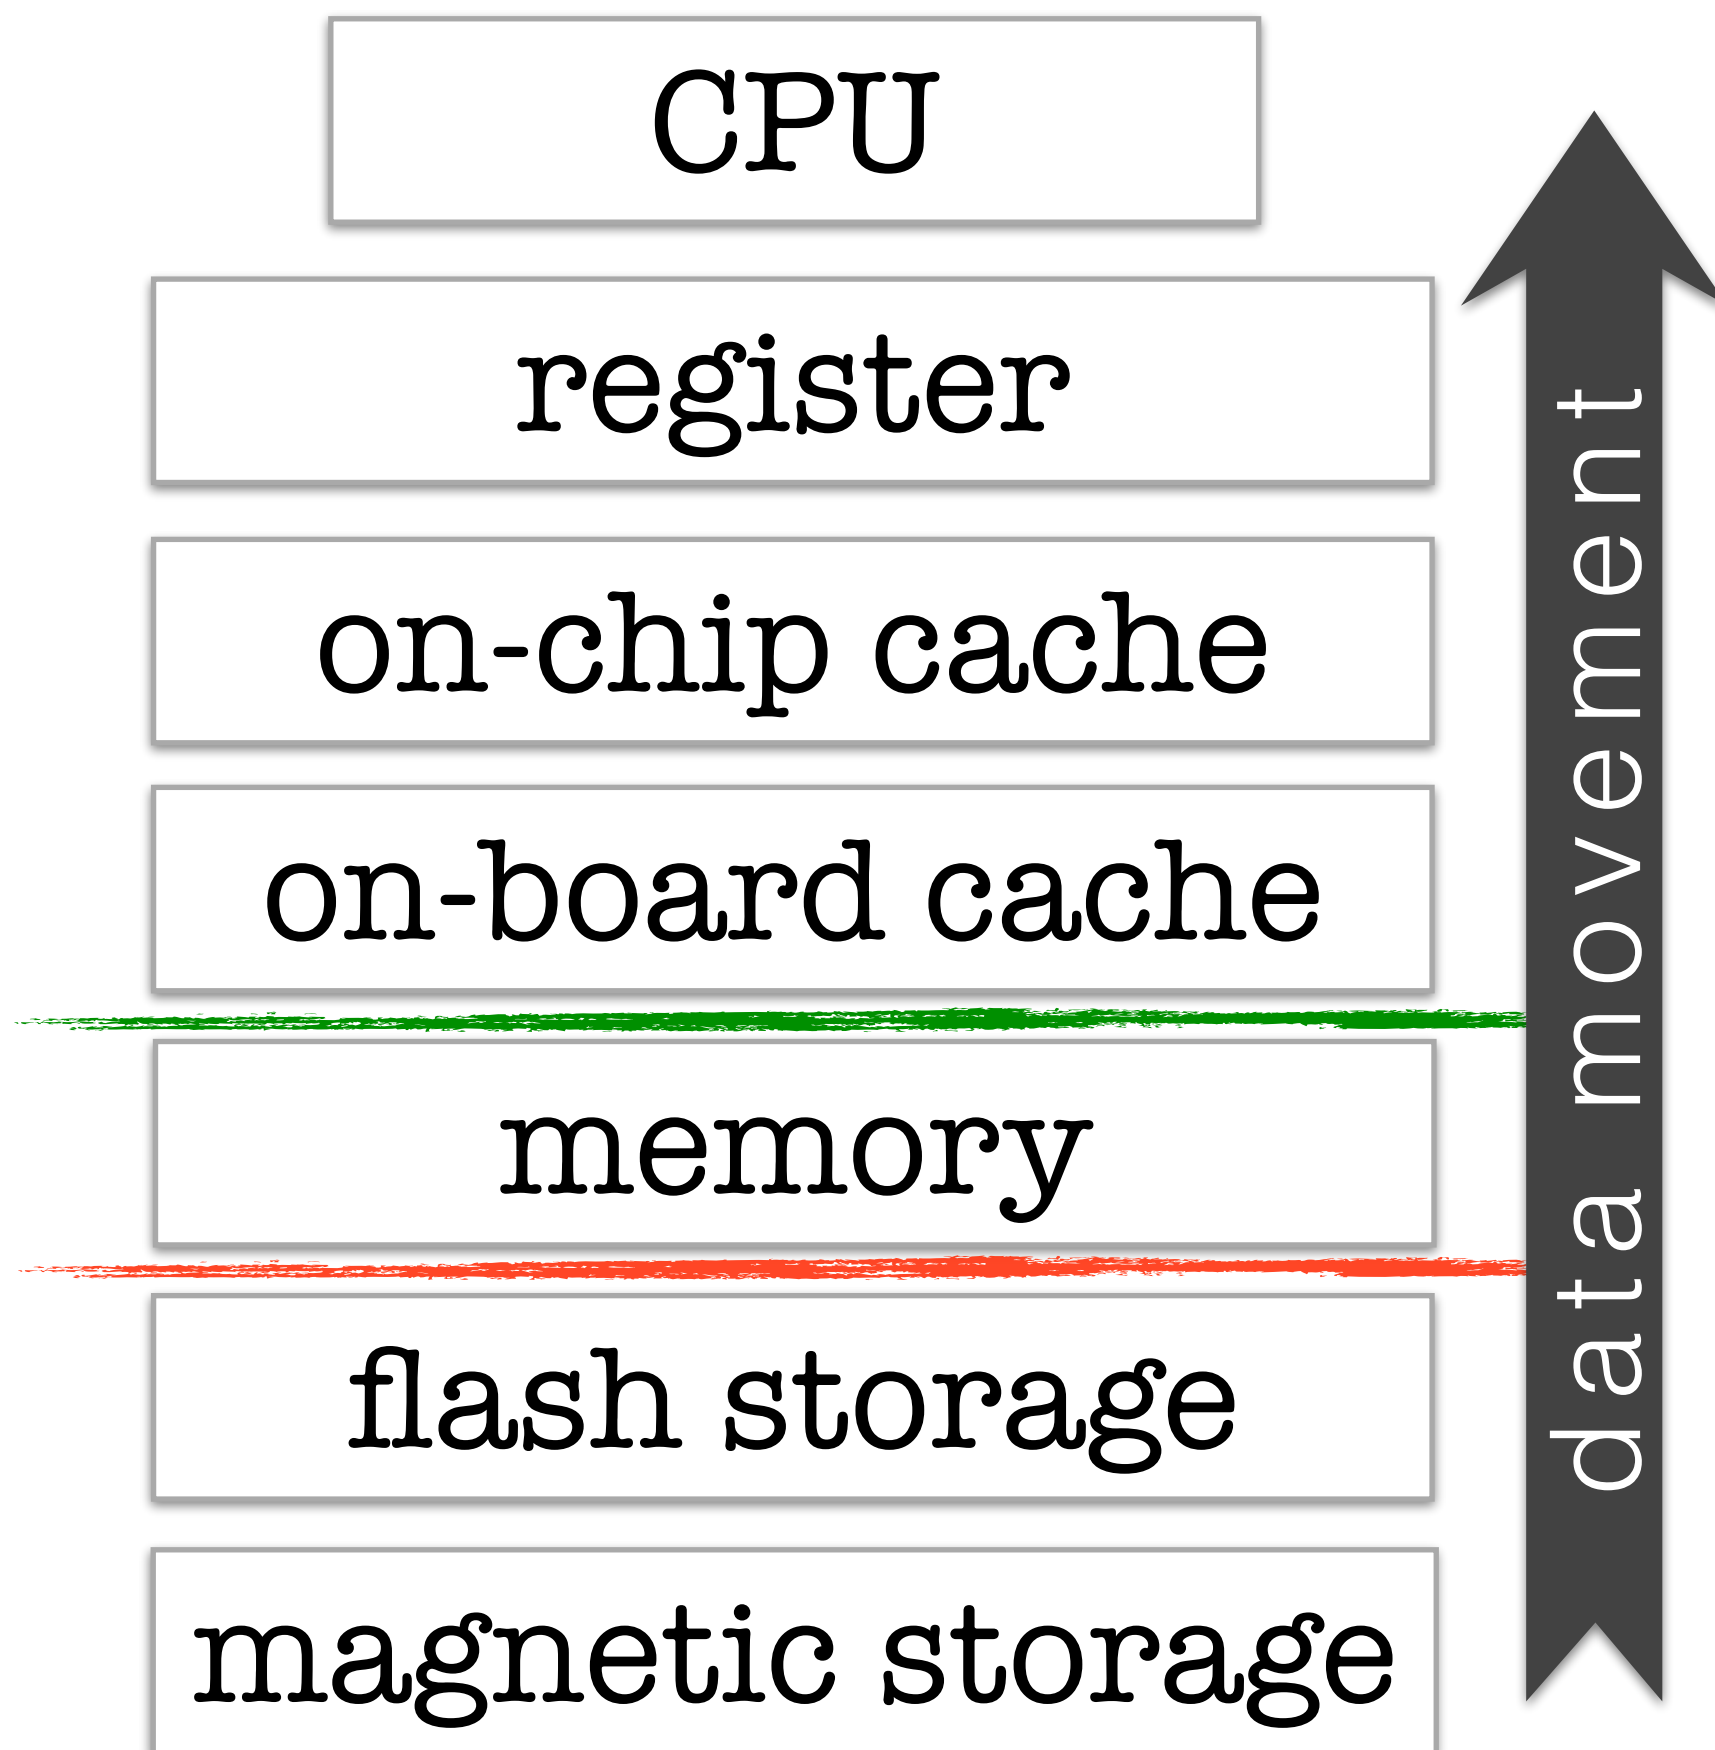 CPU
register
on-chip cache
on-board cache
memory
flash storage
magnetic storage
data movement